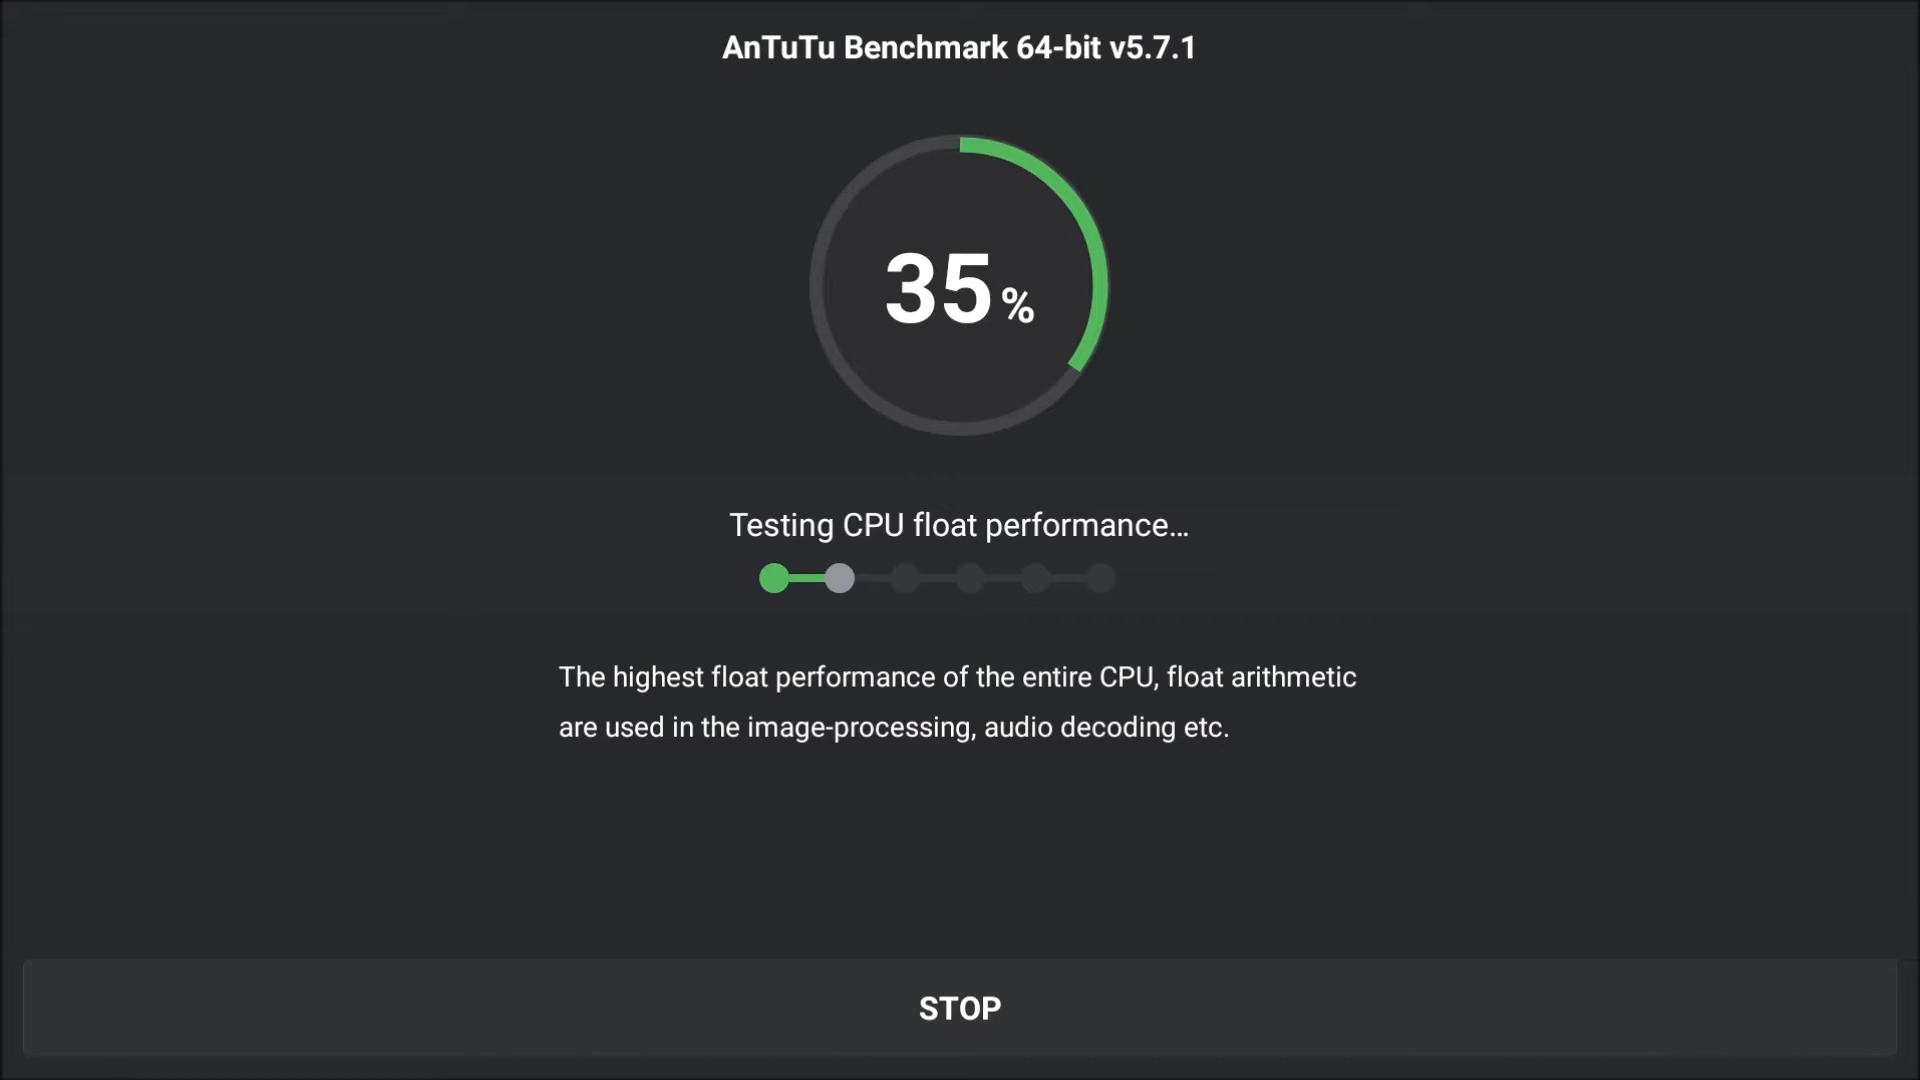 AnTuTu Benchmark 64-bit v5.7.1
35 %
Testing CPU float performance...
The highest float performance of the entire CPU, float arithmetic
are used in the image-processing, audio decoding etc.
STOP